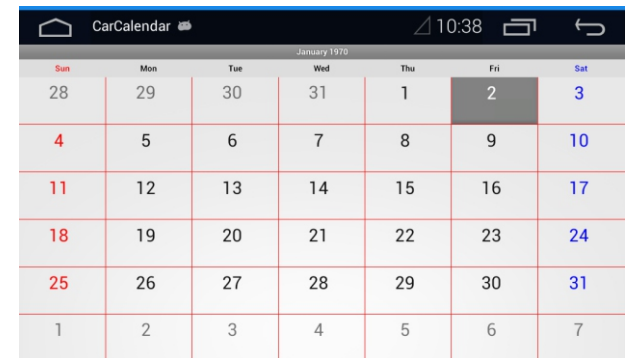 CarCalendar 10:38
January 1970
Sun Mon Tue Wed Thu Fri Sat
28 29 30 31 1 2 3
4 5 6 7 8 9 10
11 12 13 14 15 16 17
18 19 20 21 22 23 24
25 26 27 28 29 30 31
1 2 3 4 5 6 7